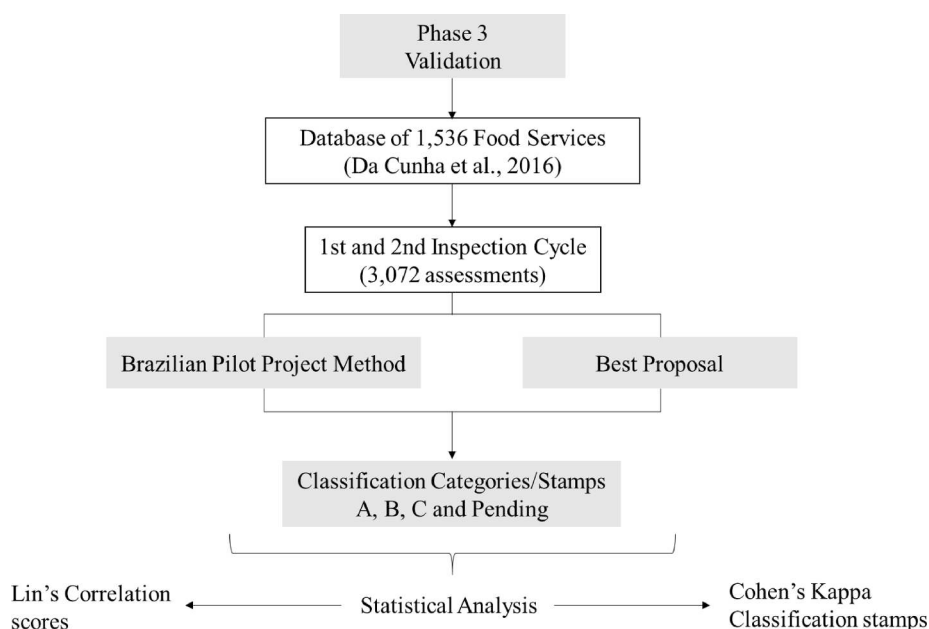 Phase 3
Validation
Database of 1,536 Food Services
(Da Cunha et al., 2016)
1st and 2nd Inspection Cycle
(3,072 assessments)
Brazilian Pilot Project Method
Best Proposal
Classification Categories/Stamps
A, B, C and Pending
Lin's Correlation
scores
Statistical Analysis
Cohen's Kappa
Classification stamps